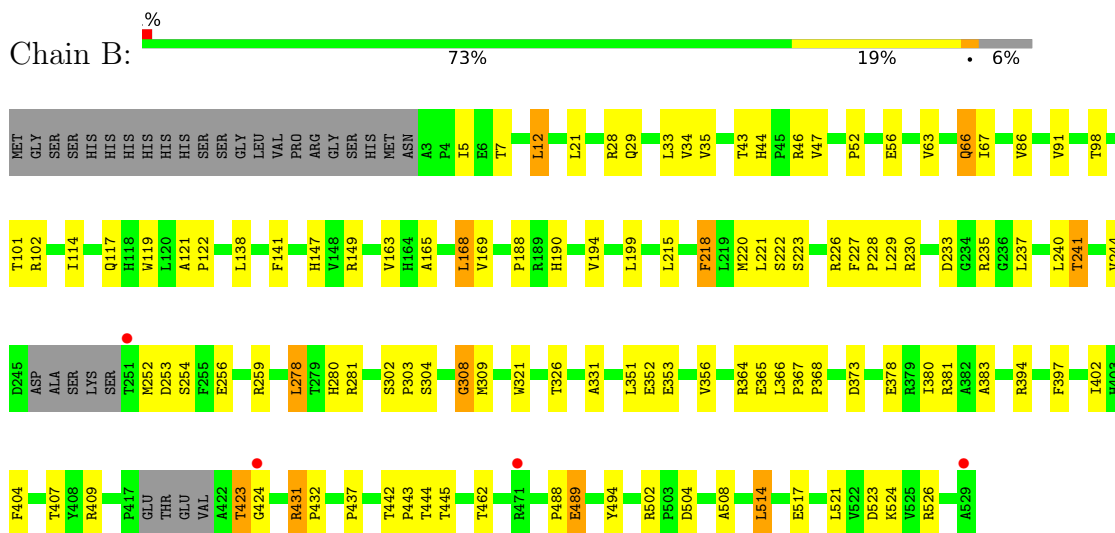 %
Chain B:
73% 19% • 6%
MET GLY SER SER HIS HIS HIS HIS HIS HIS SER SER GLY LEU VAL PRO ARG GLY SER HIS MET ASN A3 P4 I5 E6 T7 L12 L21 R28 Q29 L33 V34 V35 T43 H44 P45 R46 V47 P52 E56 V63 Q66 I67 V86 V91 T98
T101 R102 I114 Q117 H118 W119 L120 A121 P122 L138 F141 H147 V148 R149 V163 H164 A165 L168 V169 P188 R189 H190 V194 L199 L215 F218 L219 M220 L221 S222 S223 R226 F227 P228 L229 R230 D233 G234 R235 G236 L237 L240 T241
D245 ASP ALA SER LYS SER T251 M252 D253 S254 F255 E256 R259 L278 T279 H280 R281 S302 P303 S304 G308 M309 W321 T326 A331 L351 E352 E353 V356 R364 E365 L366 P367 P368 D373 E378 R379 I380 R381 A382 A383 R394 F397 I402 H403
F404 T407 Y408 R409 P417 GLU THR GLU VAL A422 T423 G424 R431 P432 P437 T442 P443 T444 T445 T462 R471 P488 E489 Y494 R502 P503 D504 A508 L514 E517 L521 V522 D523 K524 V525 R526 A529